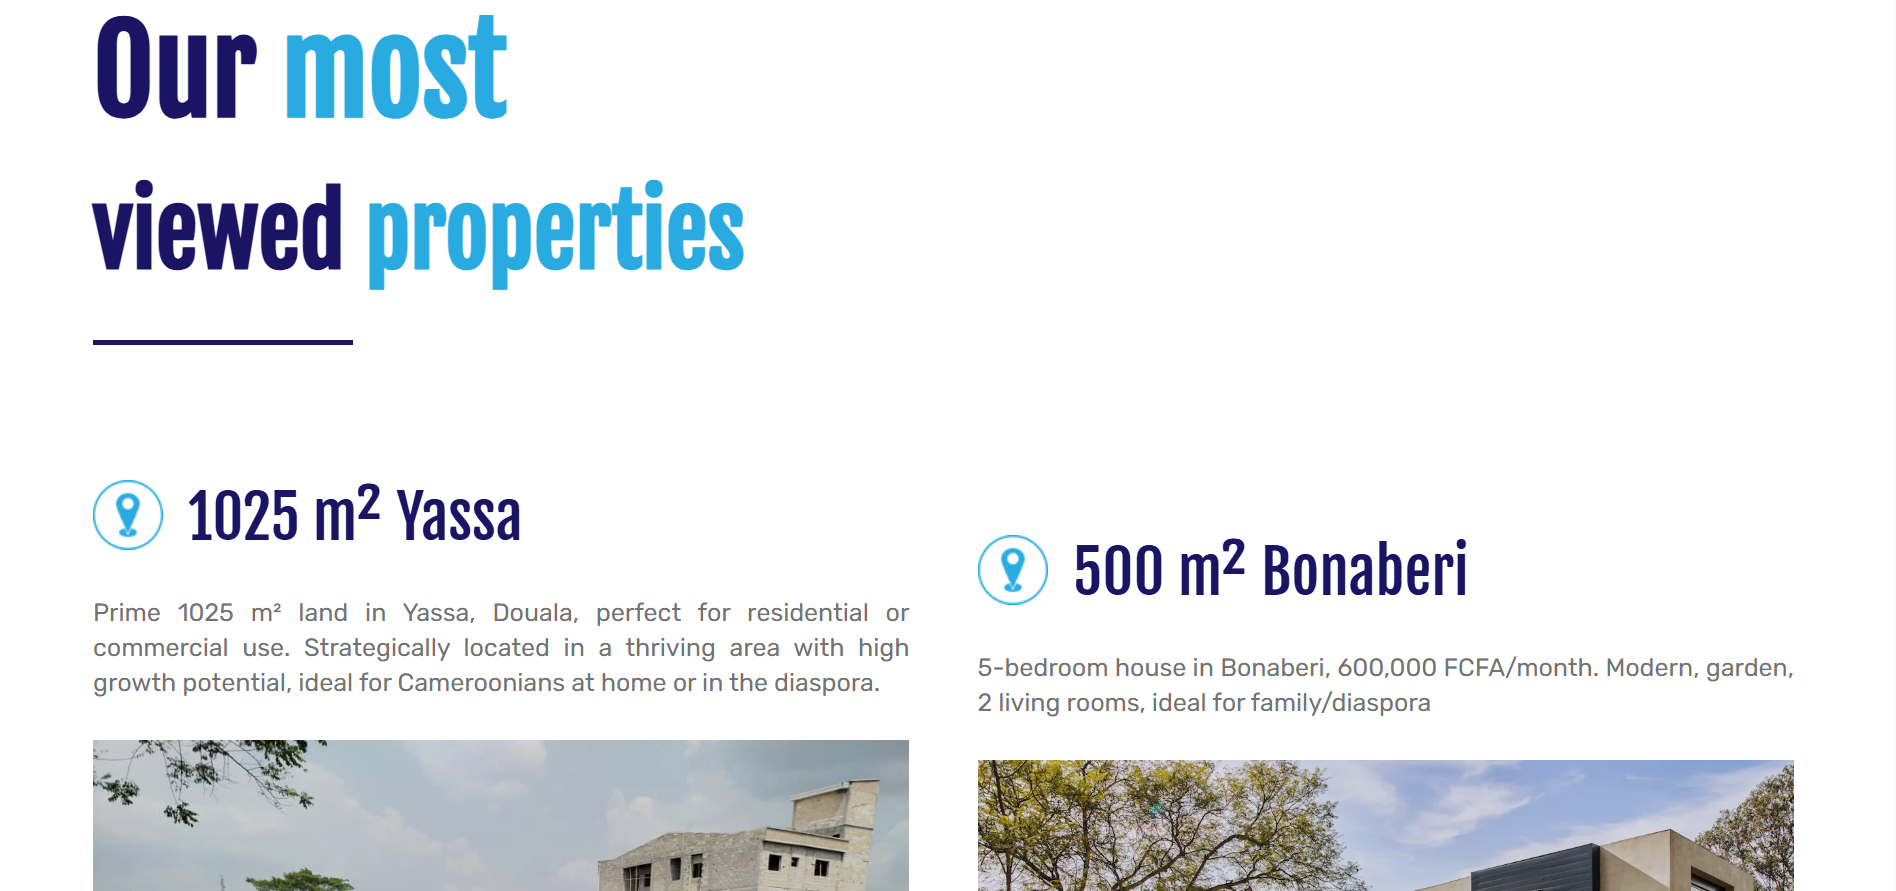 Our most
viewed properties
1025 m² Yassa
Prime 1025 m² land in Yassa, Douala, perfect for residential or
commercial use. Strategically located in a thriving area with high
growth potential, ideal for Cameroonians at home or in the diaspora.
500 m² Bonaberi
5-bedroom house in Bonaberi, 600,000 FCFA/month. Modern, garden,
2 living rooms, ideal for family/diaspora